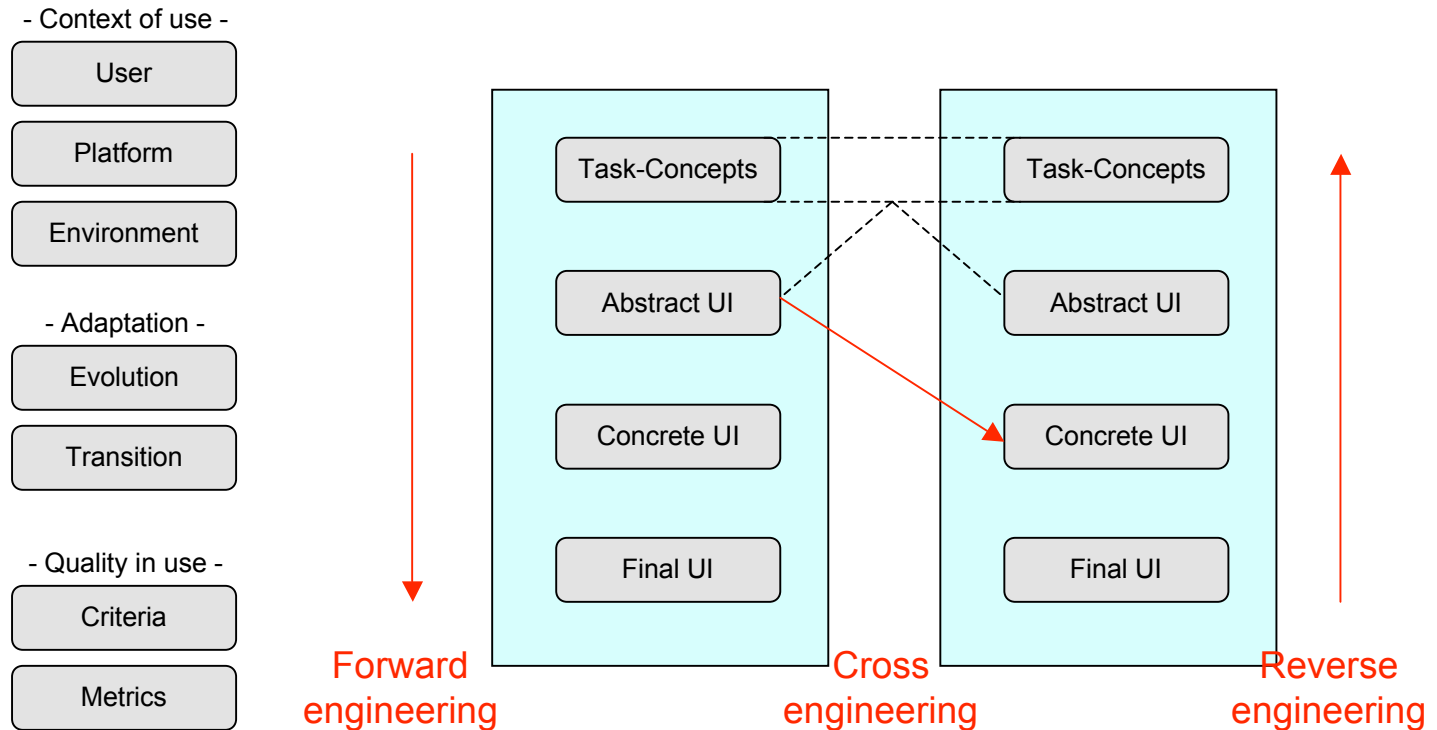 - Context of use -
User
Platform
Environment
- Adaptation -
Evolution
Transition
- Quality in use -
Criteria
Metrics
Task-Concepts
Abstract UI
Concrete UI
Final UI
Task-Concepts
Abstract UI
Concrete UI
Final UI
Forward
engineering
Cross
engineering
Reverse
engineering